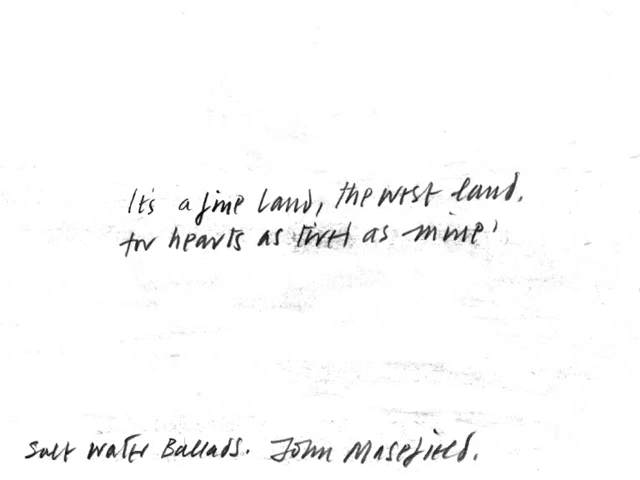 It's a fine land, the west land,
for hearts as tired as mine'
Salt Water Ballads. John Masefield.